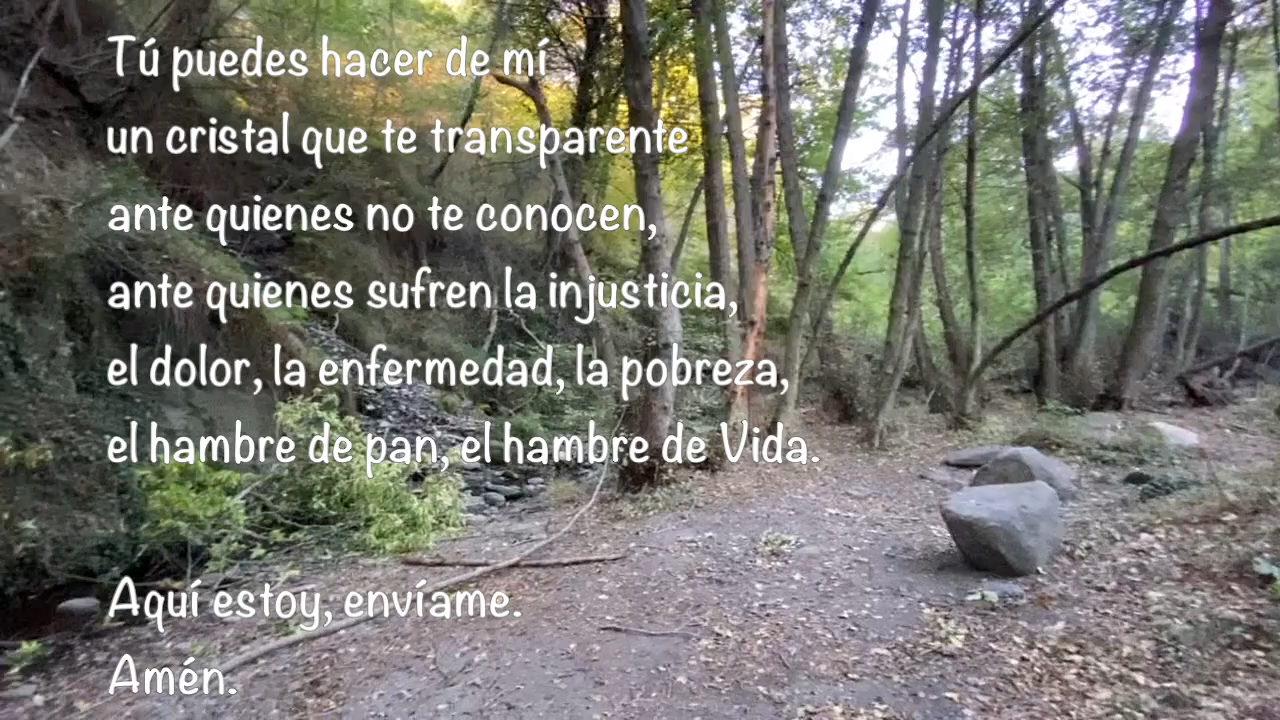 Tú puedes hacer de mí
un cristal que te transparente
ante quienes no te conocen,
ante quienes sufren la injusticia,
el dolor, la enfermedad, la pobreza,
el hambre de pan, el hambre de Vida.
Aquí estoy, envíame.
Amén.